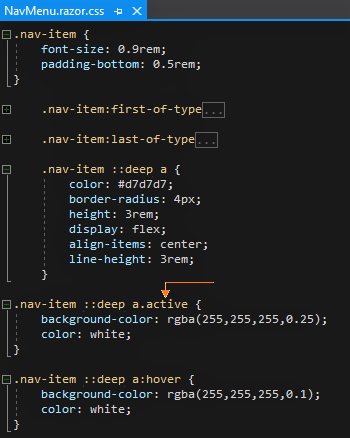 NavMenu.razor.css
.nav-item {
font-size: 0.9rem;
padding-bottom: 0.5rem;
}
.nav-item:first-of-type...
.nav-item:last-of-type...
.nav-item ::deep a {
color: #d7d7d7;
border-radius: 4px;
height: 3rem;
display: flex;
align-items: center;
line-height: 3rem;
}
.nav-item ::deep a.active {
background-color: rgba(255,255,255,0.25);
color: white;
}
.nav-item ::deep a:hover {
background-color: rgba(255,255,255,0.1);
color: white;
}